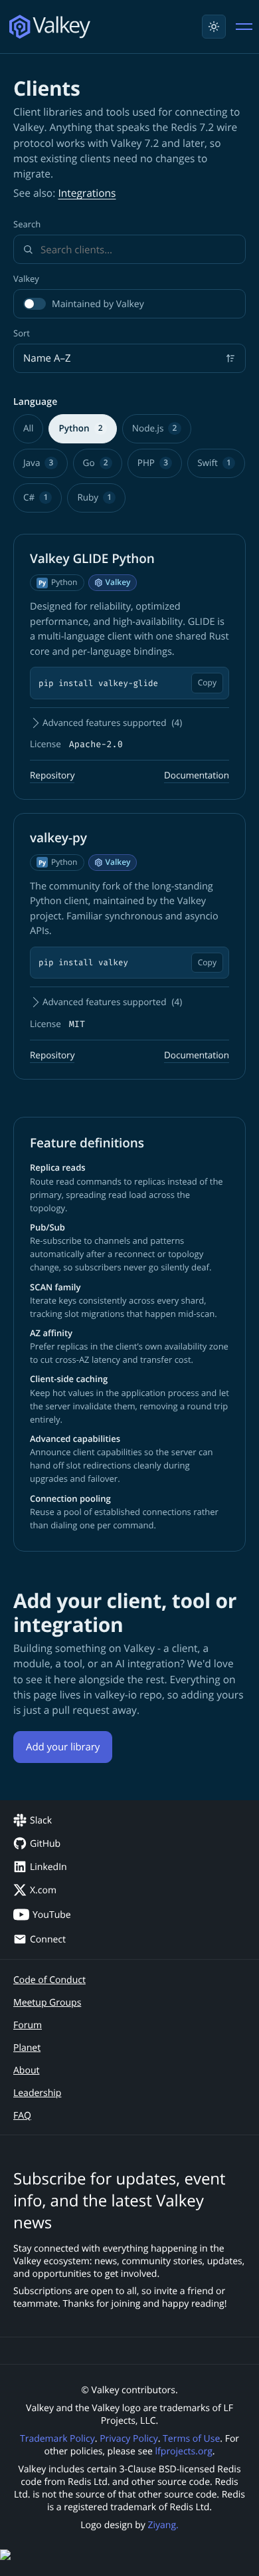 Valkey
Clients
Client libraries and tools used for connecting to
Valkey. Anything that speaks the Redis 7.2 wire
protocol works with Valkey 7.2 and later, so
most existing clients need no changes to
migrate.
See also: Integrations
Search
Search clients...
Valkey
Maintained by Valkey
Sort
Name A–Z
Language
All
Python 2
Node.js 2
Java 3
Go 2
PHP 3
Swift 1
C# 1
Ruby 1
Valkey GLIDE Python
Py Python
Valkey
Designed for reliability, optimized
performance, and high-availability. GLIDE is
a multi-language client with one shared Rust
core and per-language bindings.
pip install valkey-glide
Copy
Advanced features supported (4)
License Apache-2.0
Repository
Documentation
valkey-py
Py Python
Valkey
The community fork of the long-standing
Python client, maintained by the Valkey
project. Familiar synchronous and asyncio
APIs.
pip install valkey
Copy
Advanced features supported (4)
License MIT
Repository
Documentation
Feature definitions
Replica reads
Route read commands to replicas instead of the
primary, spreading read load across the
topology.
Pub/Sub
Re-subscribe to channels and patterns
automatically after a reconnect or topology
change, so subscribers never go silently deaf.
SCAN family
Iterate keys consistently across every shard,
tracking slot migrations that happen mid-scan.
AZ affinity
Prefer replicas in the client's own availability zone
to cut cross-AZ latency and transfer cost.
Client-side caching
Keep hot values in the application process and let
the server invalidate them, removing a round trip
entirely.
Advanced capabilities
Announce client capabilities so the server can
hand off slot redirections cleanly during
upgrades and failover.
Connection pooling
Reuse a pool of established connections rather
than dialing one per command.
Add your client, tool or
integration
Building something on Valkey - a client, a
module, a tool, or an AI integration? We'd love
to see it here alongside the rest. Everything on
this page lives in valkey-io repo, so adding yours
is just a pull request away.
Add your library
Slack
GitHub
LinkedIn
X.com
YouTube
Connect
Code of Conduct
Meetup Groups
Forum
Planet
About
Leadership
FAQ
Subscribe for updates, event
info, and the latest Valkey
news
Stay connected with everything happening in the
Valkey ecosystem: news, community stories, updates,
and opportunities to get involved.
Subscriptions are open to all, so invite a friend or
teammate. Thanks for joining and happy reading!
© Valkey contributors.
Valkey and the Valkey logo are trademarks of LF
Projects, LLC.
Trademark Policy. Privacy Policy. Terms of Use. For
other policies, please see lfprojects.org.
Valkey includes certain 3-Clause BSD-licensed Redis
code from Redis Ltd. and other source code. Redis
Ltd. is not the source of that other source code. Redis
is a registered trademark of Redis Ltd.
Logo design by Ziyang.